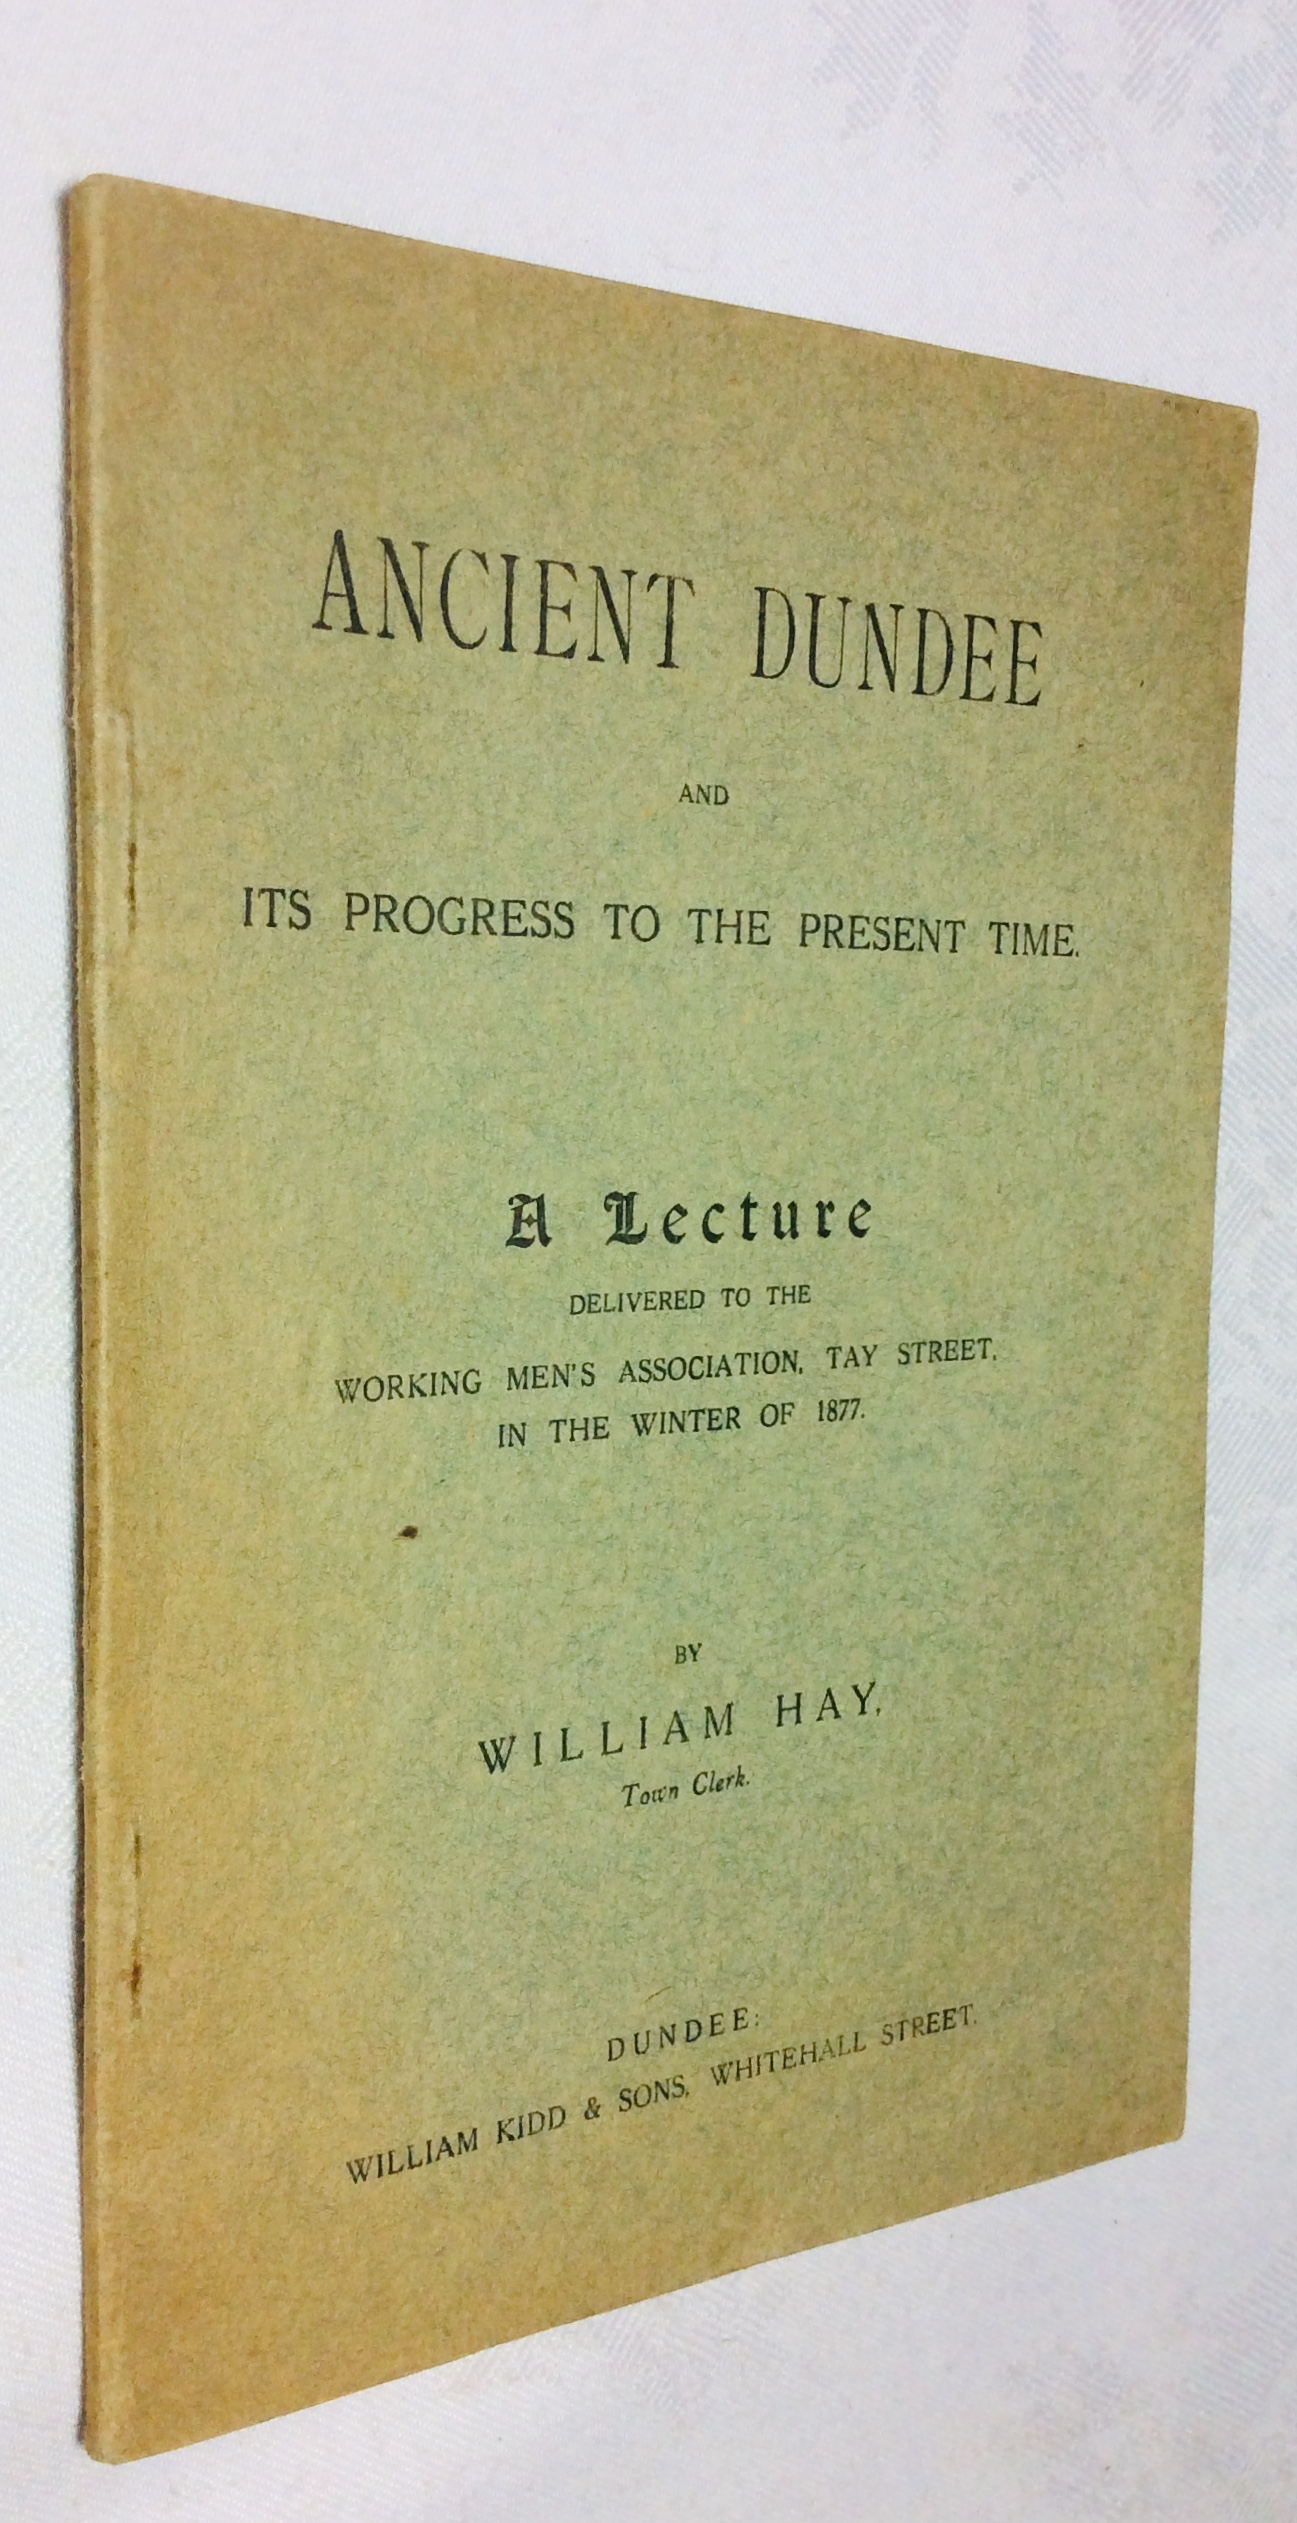 ANCIENT DUNDEE
AND
ITS PROGRESS TO THE PRESENT TIME.
A Lecture
DELIVERED TO THE
WORKING MEN'S ASSOCIATION, TAY STREET,
IN THE WINTER OF 1877.
BY
WILLIAM HAY,
Town Clerk.
DUNDEE:
WILLIAM KIDD & SONS, WHITEHALL STREET.